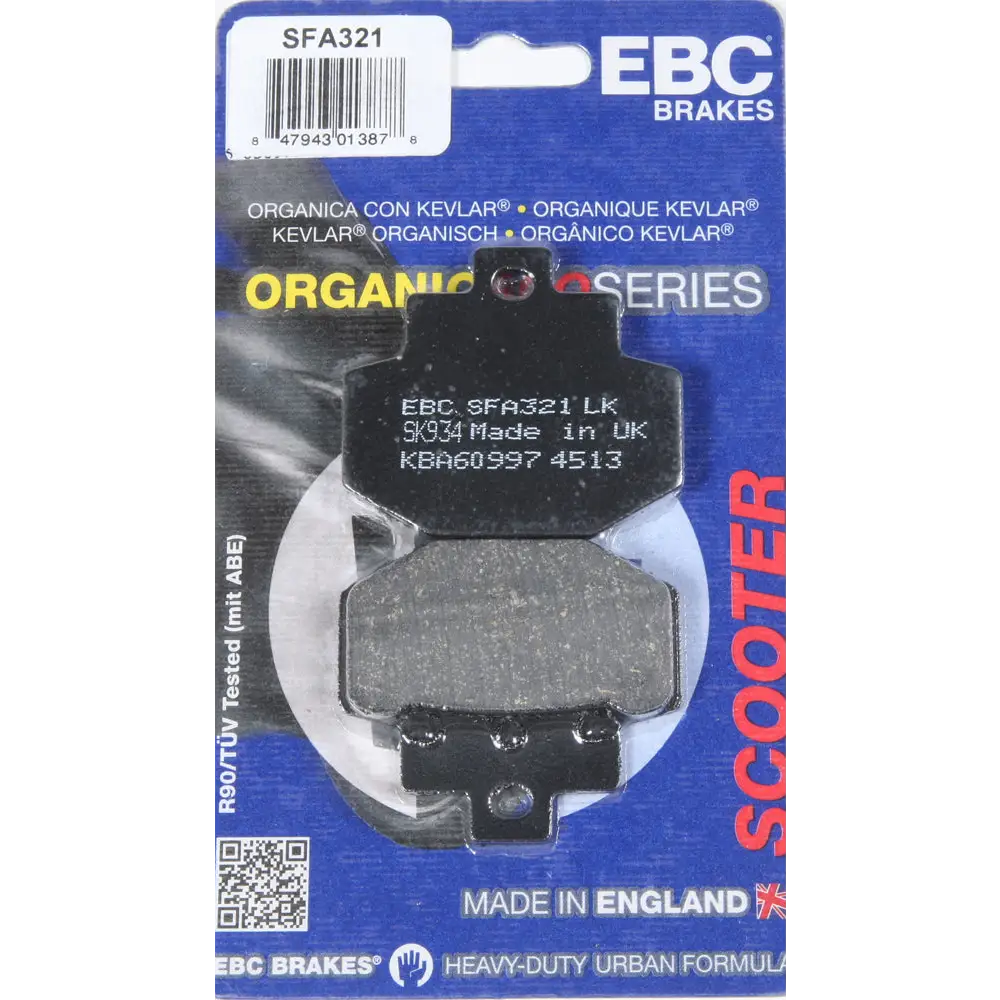 SFA321
8 47943 01387 8
EBC
BRAKES
ORGANICA CON KEVLAR® • ORGANIQUE KEVLAR®
KEVLAR® ORGANISCH • ORGÂNICO KEVLAR®
ORGANIC SERIES
EBC SFA321 LK
SK934 Made in UK
KBA60997 4513
SCOOTER
R90/TÜV Tested (mit ABE)
MADE IN ENGLAND
EBC BRAKES® HEAVY-DUTY URBAN FORMULA